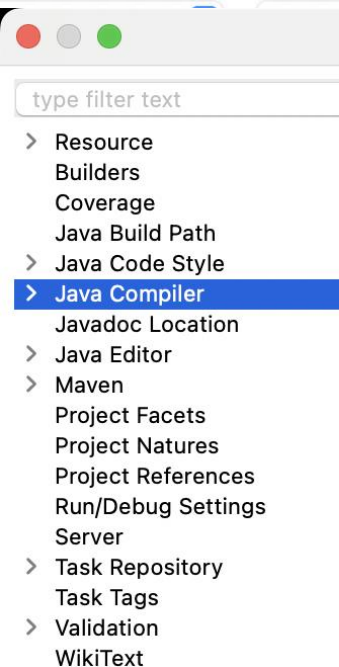 type filter text
Resource
Builders
Coverage
Java Build Path
Java Code Style
Java Compiler
Javadoc Location
Java Editor
Maven
Project Facets
Project Natures
Project References
Run/Debug Settings
Server
Task Repository
Task Tags
Validation
WikiText